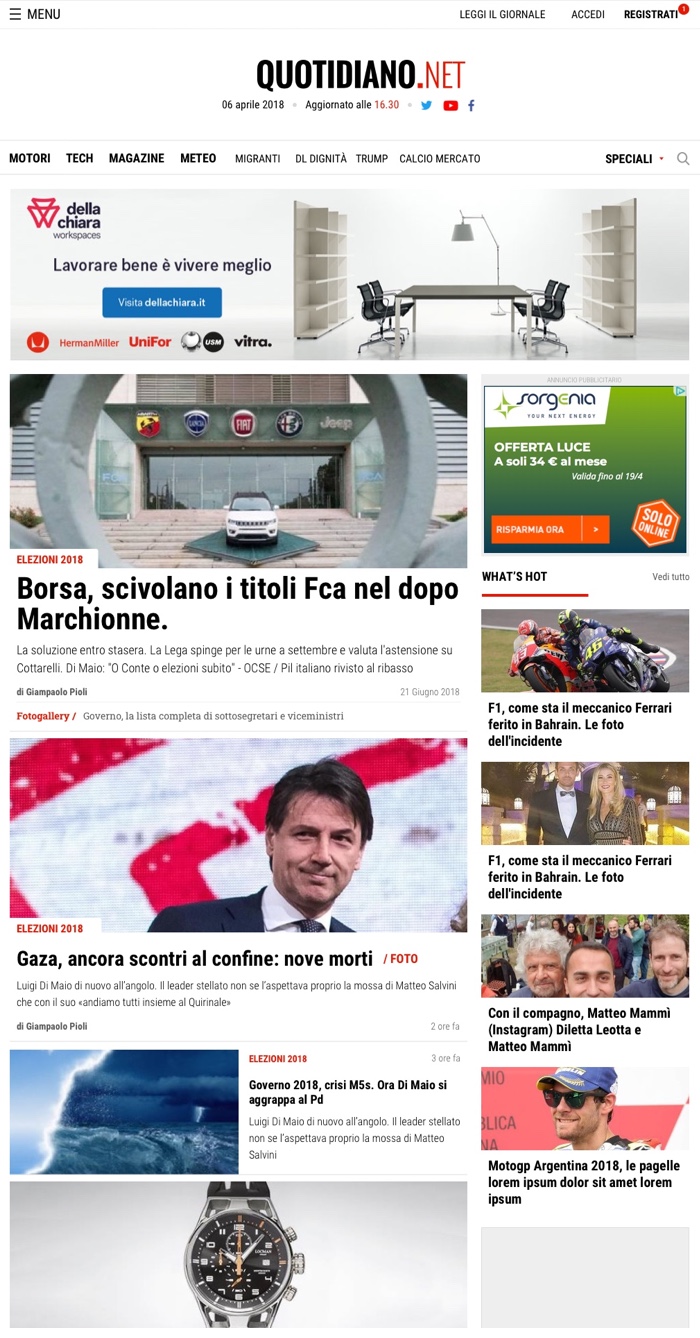 MENU
LEGGI IL GIORNALE
ACCEDI
REGISTRATI
1
QUOTIDIANO.NET
06 aprile 2018 • Aggiornato alle 16.30
MOTORI TECH MAGAZINE METEO MIGRANTI DL DIGNITÀ TRUMP CALCIO MERCATO
SPECIALI
della
chiara
workspaces
Lavorare bene è vivere meglio
Visita dellachiara.it
HermanMiller UniFor USM vitra.
ABARTH LANCIA FIAT Jeep
ELEZIONI 2018
Borsa, scivolano i titoli Fca nel dopo
Marchionne.
La soluzione entro stasera. La Lega spinge per le urne a settembre e valuta l'astensione su
Cottarelli. Di Maio: "O Conte o elezioni subito" - OCSE / Pil italiano rivisto al ribasso
di Giampaolo Pioli
21 Giugno 2018
Fotogallery / Governo, la lista completa di sottosegretari e viceministri
ELEZIONI 2018
Gaza, ancora scontri al confine: nove morti / FOTO
Luigi Di Maio di nuovo all'angolo. Il leader stellato non se l'aspettava proprio la mossa di Matteo Salvini
che con il suo «andiamo tutti insieme al Quirinale»
di Giampaolo Pioli
2 ore fa
ELEZIONI 2018
3 ore fa
Governo 2018, crisi M5s. Ora Di Maio si
aggrappa al Pd
Luigi Di Maio di nuovo all'angolo. Il leader stellato
non se l'aspettava proprio la mossa di Matteo
Salvini
LOCMAN
ANNUNCIO PUBBLICITARIO
sorgenia
YOUR NEXT ENERGY
OFFERTA LUCE
A soli 34 € al mese
Valida fino al 19/4
RISPARMIA ORA >
SOLO
ONLINE
WHAT'S HOT
Vedi tutto
46
F1, come sta il meccanico Ferrari
ferito in Bahrain. Le foto
dell'incidente
F1, come sta il meccanico Ferrari
ferito in Bahrain. Le foto
dell'incidente
Con il compagno, Matteo Mammì
(Instagram) Diletta Leotta e
Matteo Mammì
MIO
BLICA
NA
Motogp Argentina 2018, le pagelle
lorem ipsum dolor sit amet lorem
ipsum